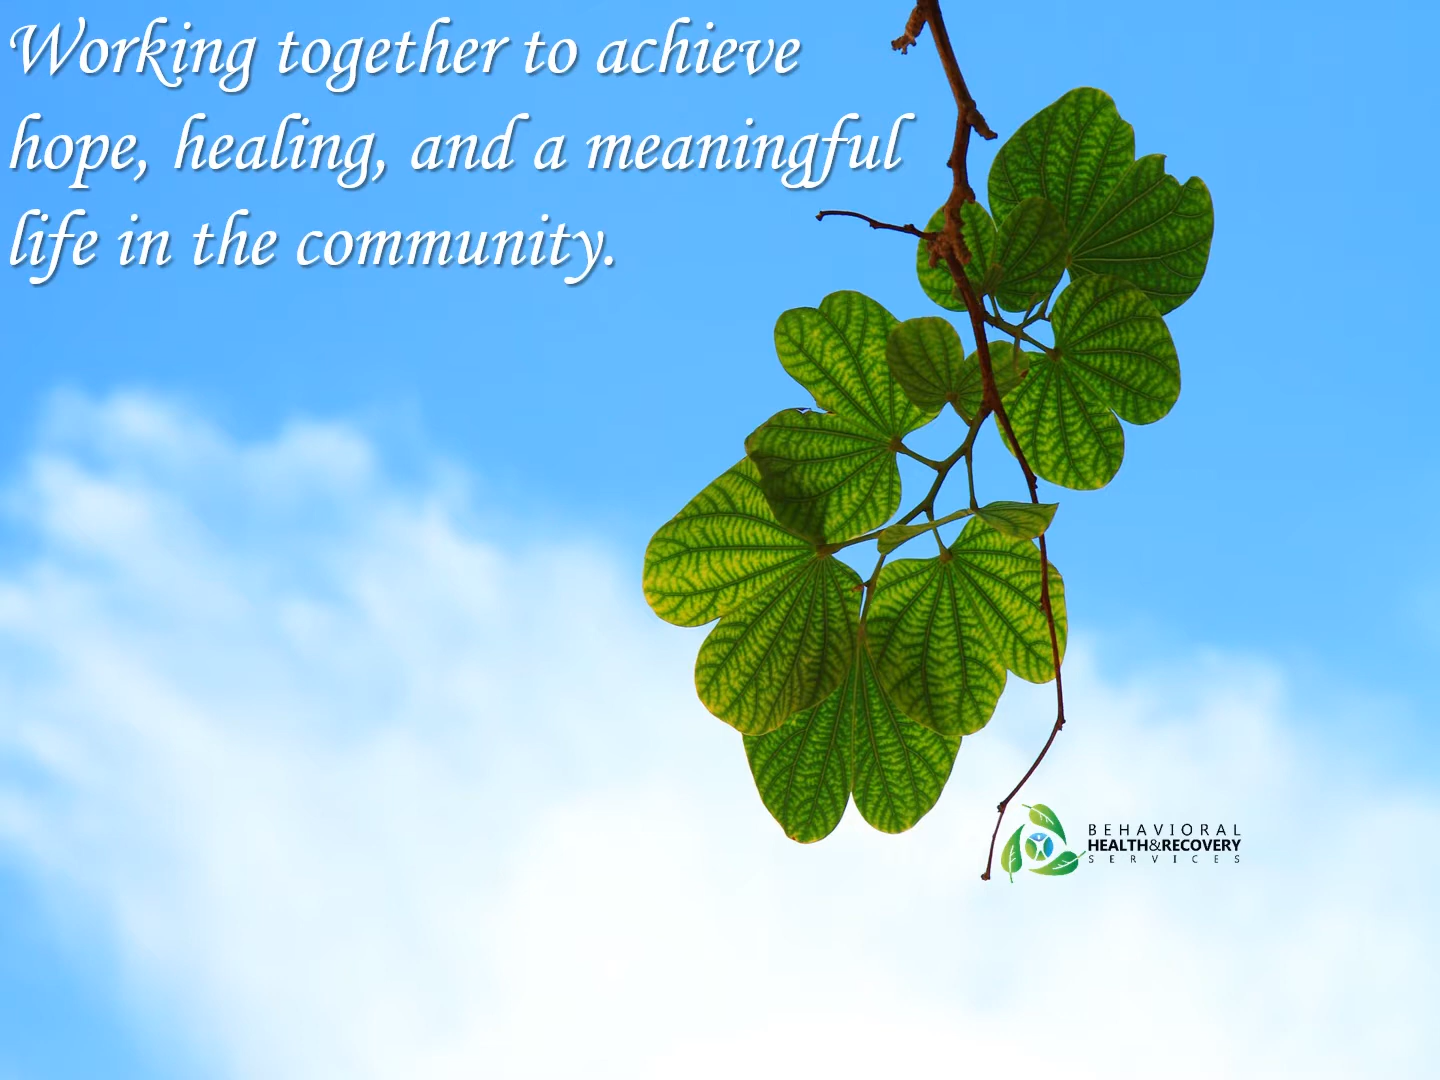 Working together to achieve
hope, healing, and a meaningful
life in the community.
BEHAVIORAL
HEALTH&RECOVERY
SERVICES